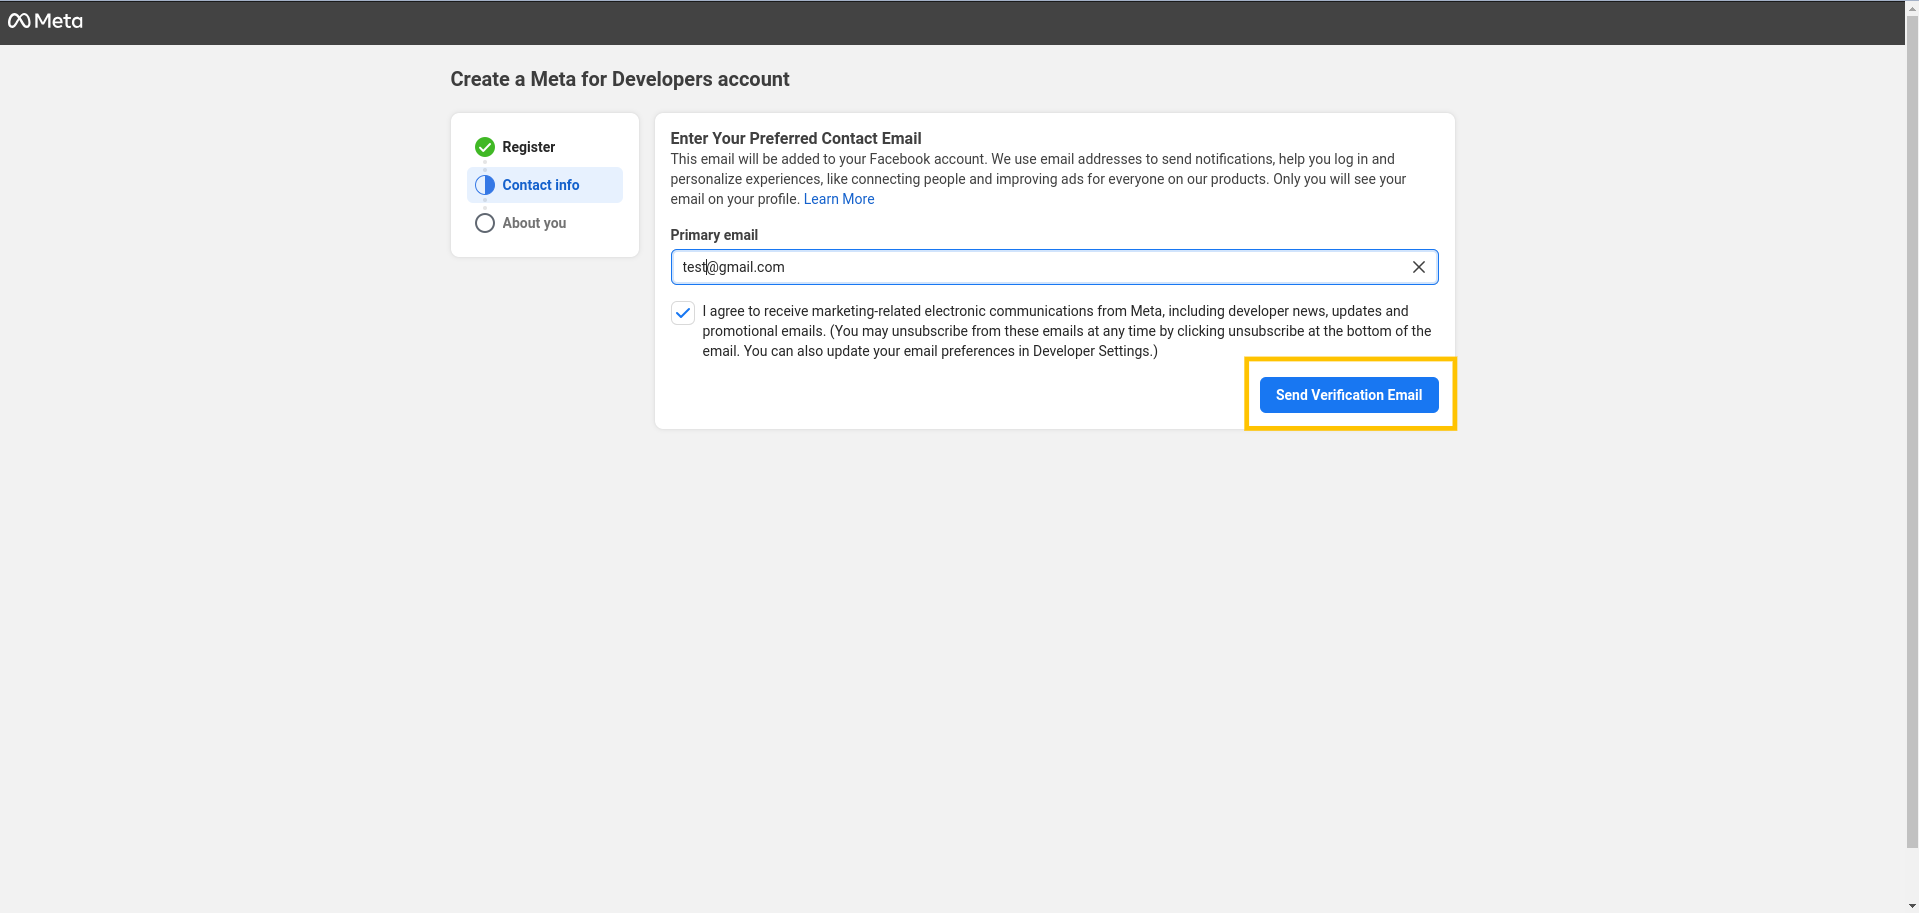 Meta
Create a Meta for Developers account
Register
Contact info
About you
Enter Your Preferred Contact Email
This email will be added to your Facebook account. We use email addresses to send notifications, help you log in and
personalize experiences, like connecting people and improving ads for everyone on our products. Only you will see your
email on your profile. Learn More
Primary email
test@gmail.com
I agree to receive marketing-related electronic communications from Meta, including developer news, updates and
promotional emails. (You may unsubscribe from these emails at any time by clicking unsubscribe at the bottom of the
email. You can also update your email preferences in Developer Settings.)
Send Verification Email